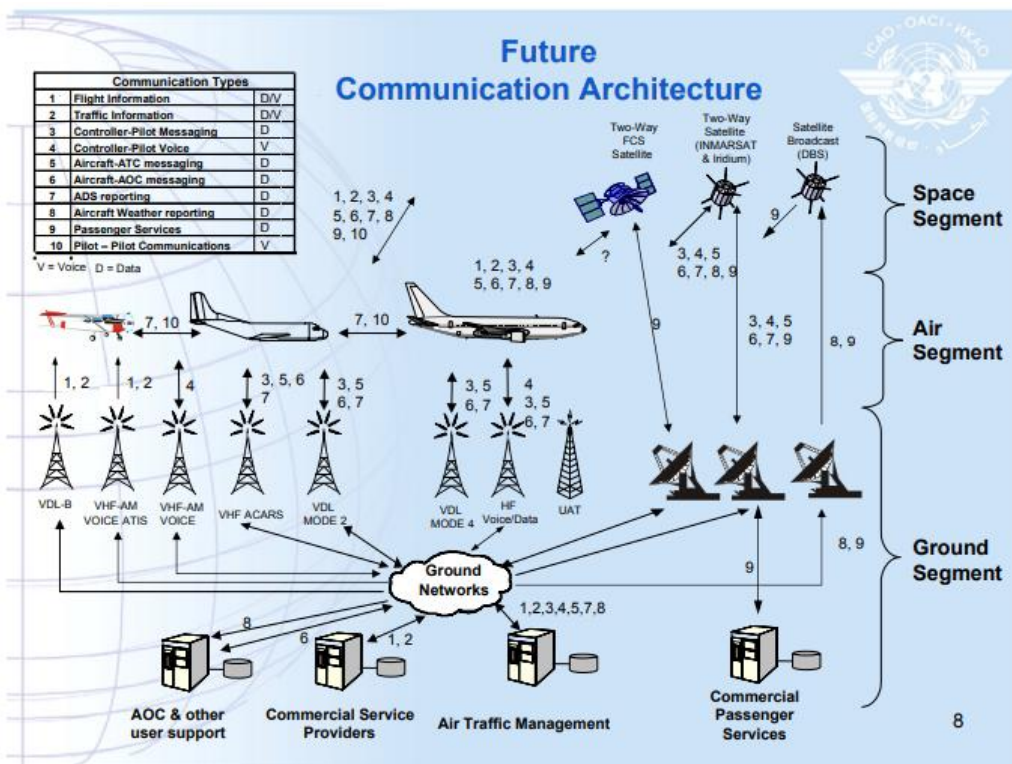 Future
Communication Architecture
ICAO · OACI · ИКАО
Communication Types
1 Flight Information D/V
2 Traffic Information D/V
3 Controller-Pilot Messaging D
4 Controller-Pilot Voice V
5 Aircraft-ATC messaging D
6 Aircraft-AOC messaging D
7 ADS reporting D
8 Aircraft Weather reporting D
9 Passenger Services D
10 Pilot – Pilot Communications V
V = Voice D = Data
Two-Way
FCS
Satellite
Two-Way
Satellite
(INMARSAT
& Iridium)
Satellite
Broadcast
(DBS)
Space
Segment
1, 2, 3, 4
5, 6, 7, 8
9, 10
?
3, 4, 5
6, 7, 8, 9
9
1, 2, 3, 4
5, 6, 7, 8, 9
Air
Segment
7, 10
7, 10
9
3, 4, 5
6, 7, 9
8, 9
1, 2
1, 2
4
3, 5, 6
7
3, 5
6, 7
3, 5
6, 7
4
3, 5
6, 7
VDL-B
VHF-AM
VOICE ATIS
VHF-AM
VOICE
VHF ACARS
VDL
MODE 2
VDL
MODE 4
HF
Voice/Data
UAT
Ground
Segment
Ground
Networks
8, 9
9
8
6
1, 2
1,2,3,4,5,7,8
AOC & other
user support
Commercial Service
Providers
Air Traffic Management
Commercial
Passenger
Services
8